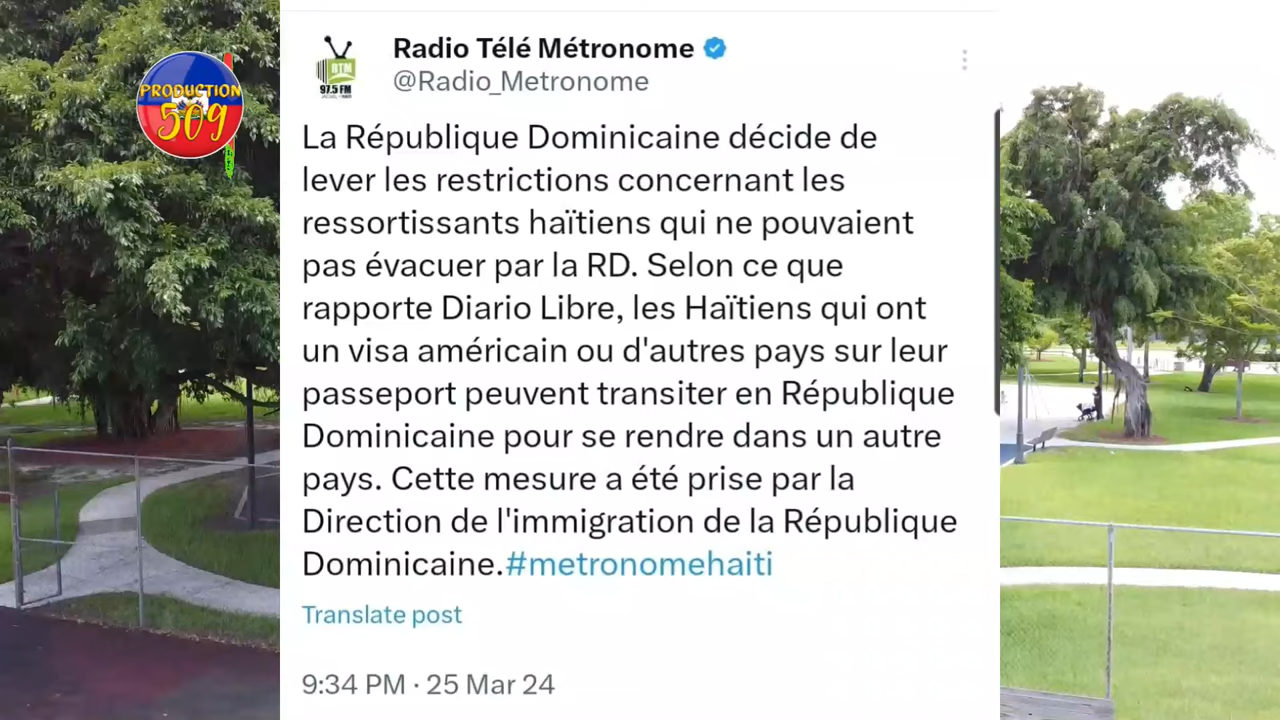 PRODUCTION
509
RTM
97.5 FM
Radio Télé Métronome
@Radio_Metronome
La République Dominicaine décide de
lever les restrictions concernant les
ressortissants haïtiens qui ne pouvaient
pas évacuer par la RD. Selon ce que
rapporte Diario Libre, les Haïtiens qui ont
un visa américain ou d'autres pays sur leur
passeport peuvent transiter en République
Dominicaine pour se rendre dans un autre
pays. Cette mesure a été prise par la
Direction de l'immigration de la République
Dominicaine.#metronomehaiti
Translate post
9:34 PM · 25 Mar 24